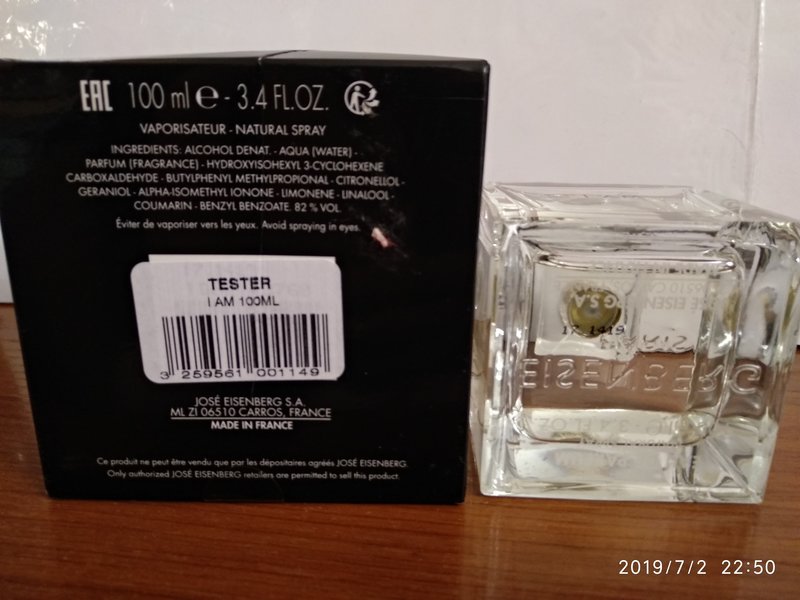 EAC 100 ml e - 3.4 FL.OZ.
VAPORISATEUR - NATURAL SPRAY
INGREDIENTS: ALCOHOL DENAT. - AQUA (WATER) -
PARFUM (FRAGRANCE) - HYDROXYISOHEXYL 3-CYCLOHEXENE
CARBOXALDEHYDE - BUTYLPHENYL METHYLPROPIONAL - CITRONELLOL -
GERANIOL - ALPHA-ISOMETHYL IONONE - LIMONENE - LINALOOL -
COUMARIN - BENZYL BENZOATE. 82 % VOL.
Éviter de vaporiser vers les yeux. Avoid spraying in eyes.
TESTER
I AM 100ML
3 259561 001149
JOSÉ EISENBERG S.A.
ML ZI 06510 CARROS, FRANCE
MADE IN FRANCE
Ce produit ne peut être vendu que par les dépositaires agréés JOSÉ EISENBERG.
Only authorized JOSÉ EISENBERG retailers are permitted to sell this product.
EISENBERG
2019/7/2 22:50